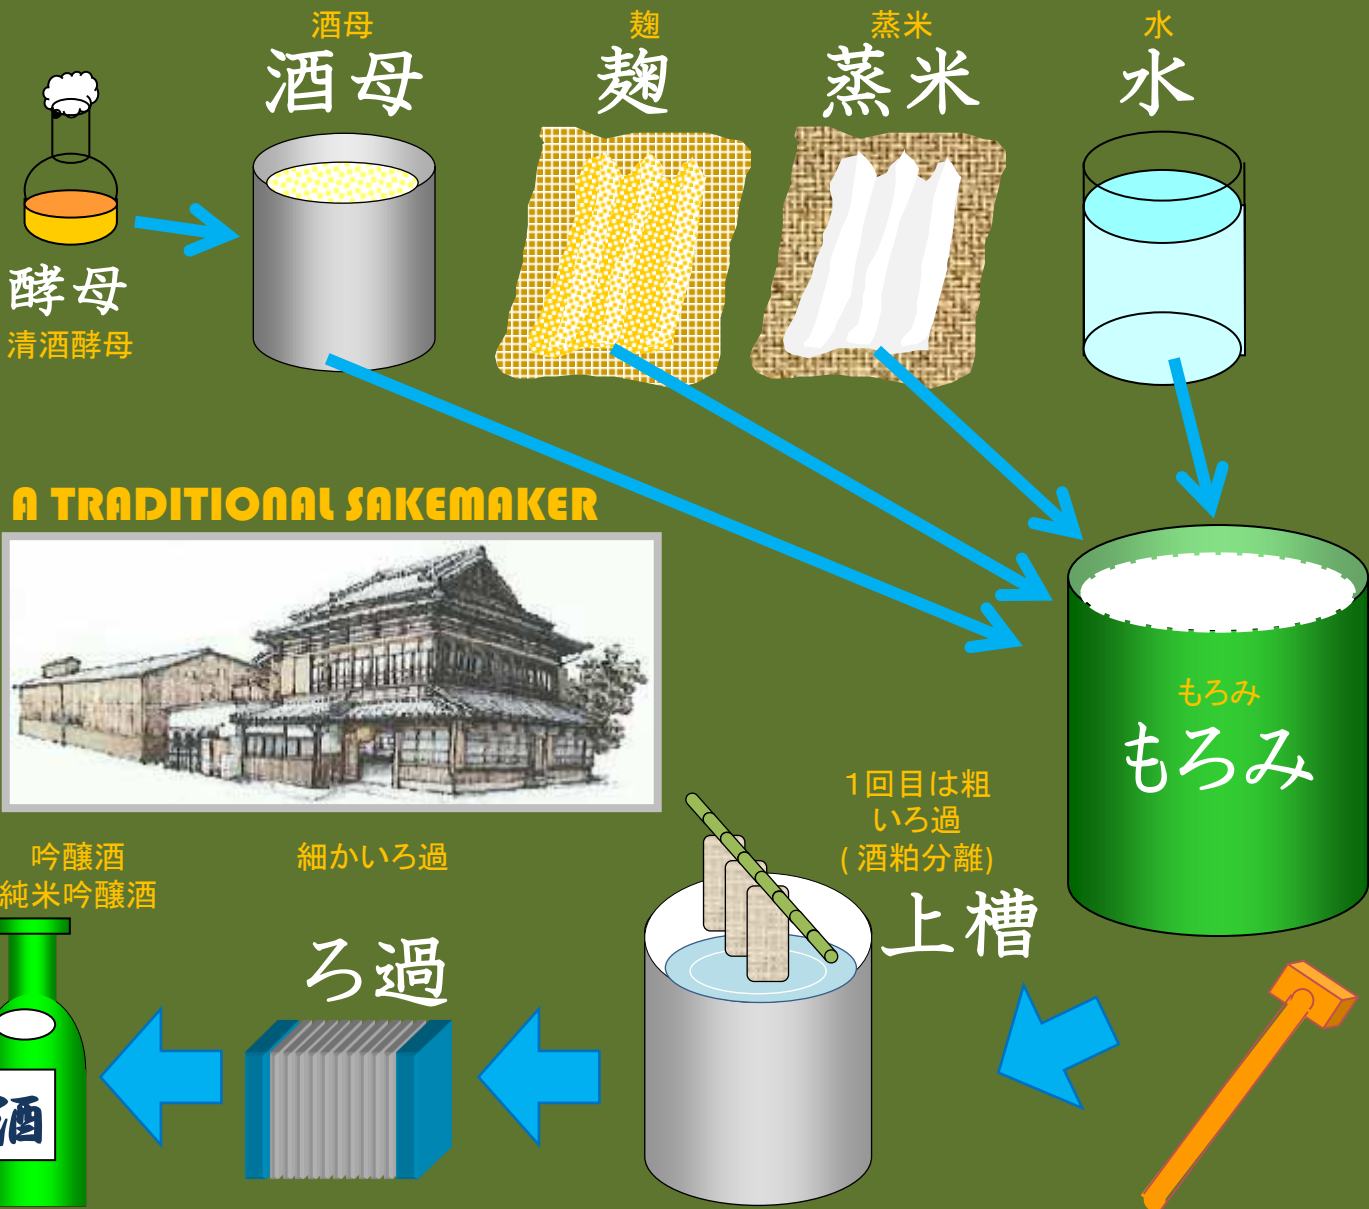 酒母
麹
蒸米
水
酒母
麹
蒸米
水
酵母
清酒酵母
A TRADITIONAL SAKEMAKER
もろみ
もろみ
1回目は粗
いろ過
(酒粕分離)
上槽
細かいろ過
ろ過
吟醸酒
純米吟醸酒
酒